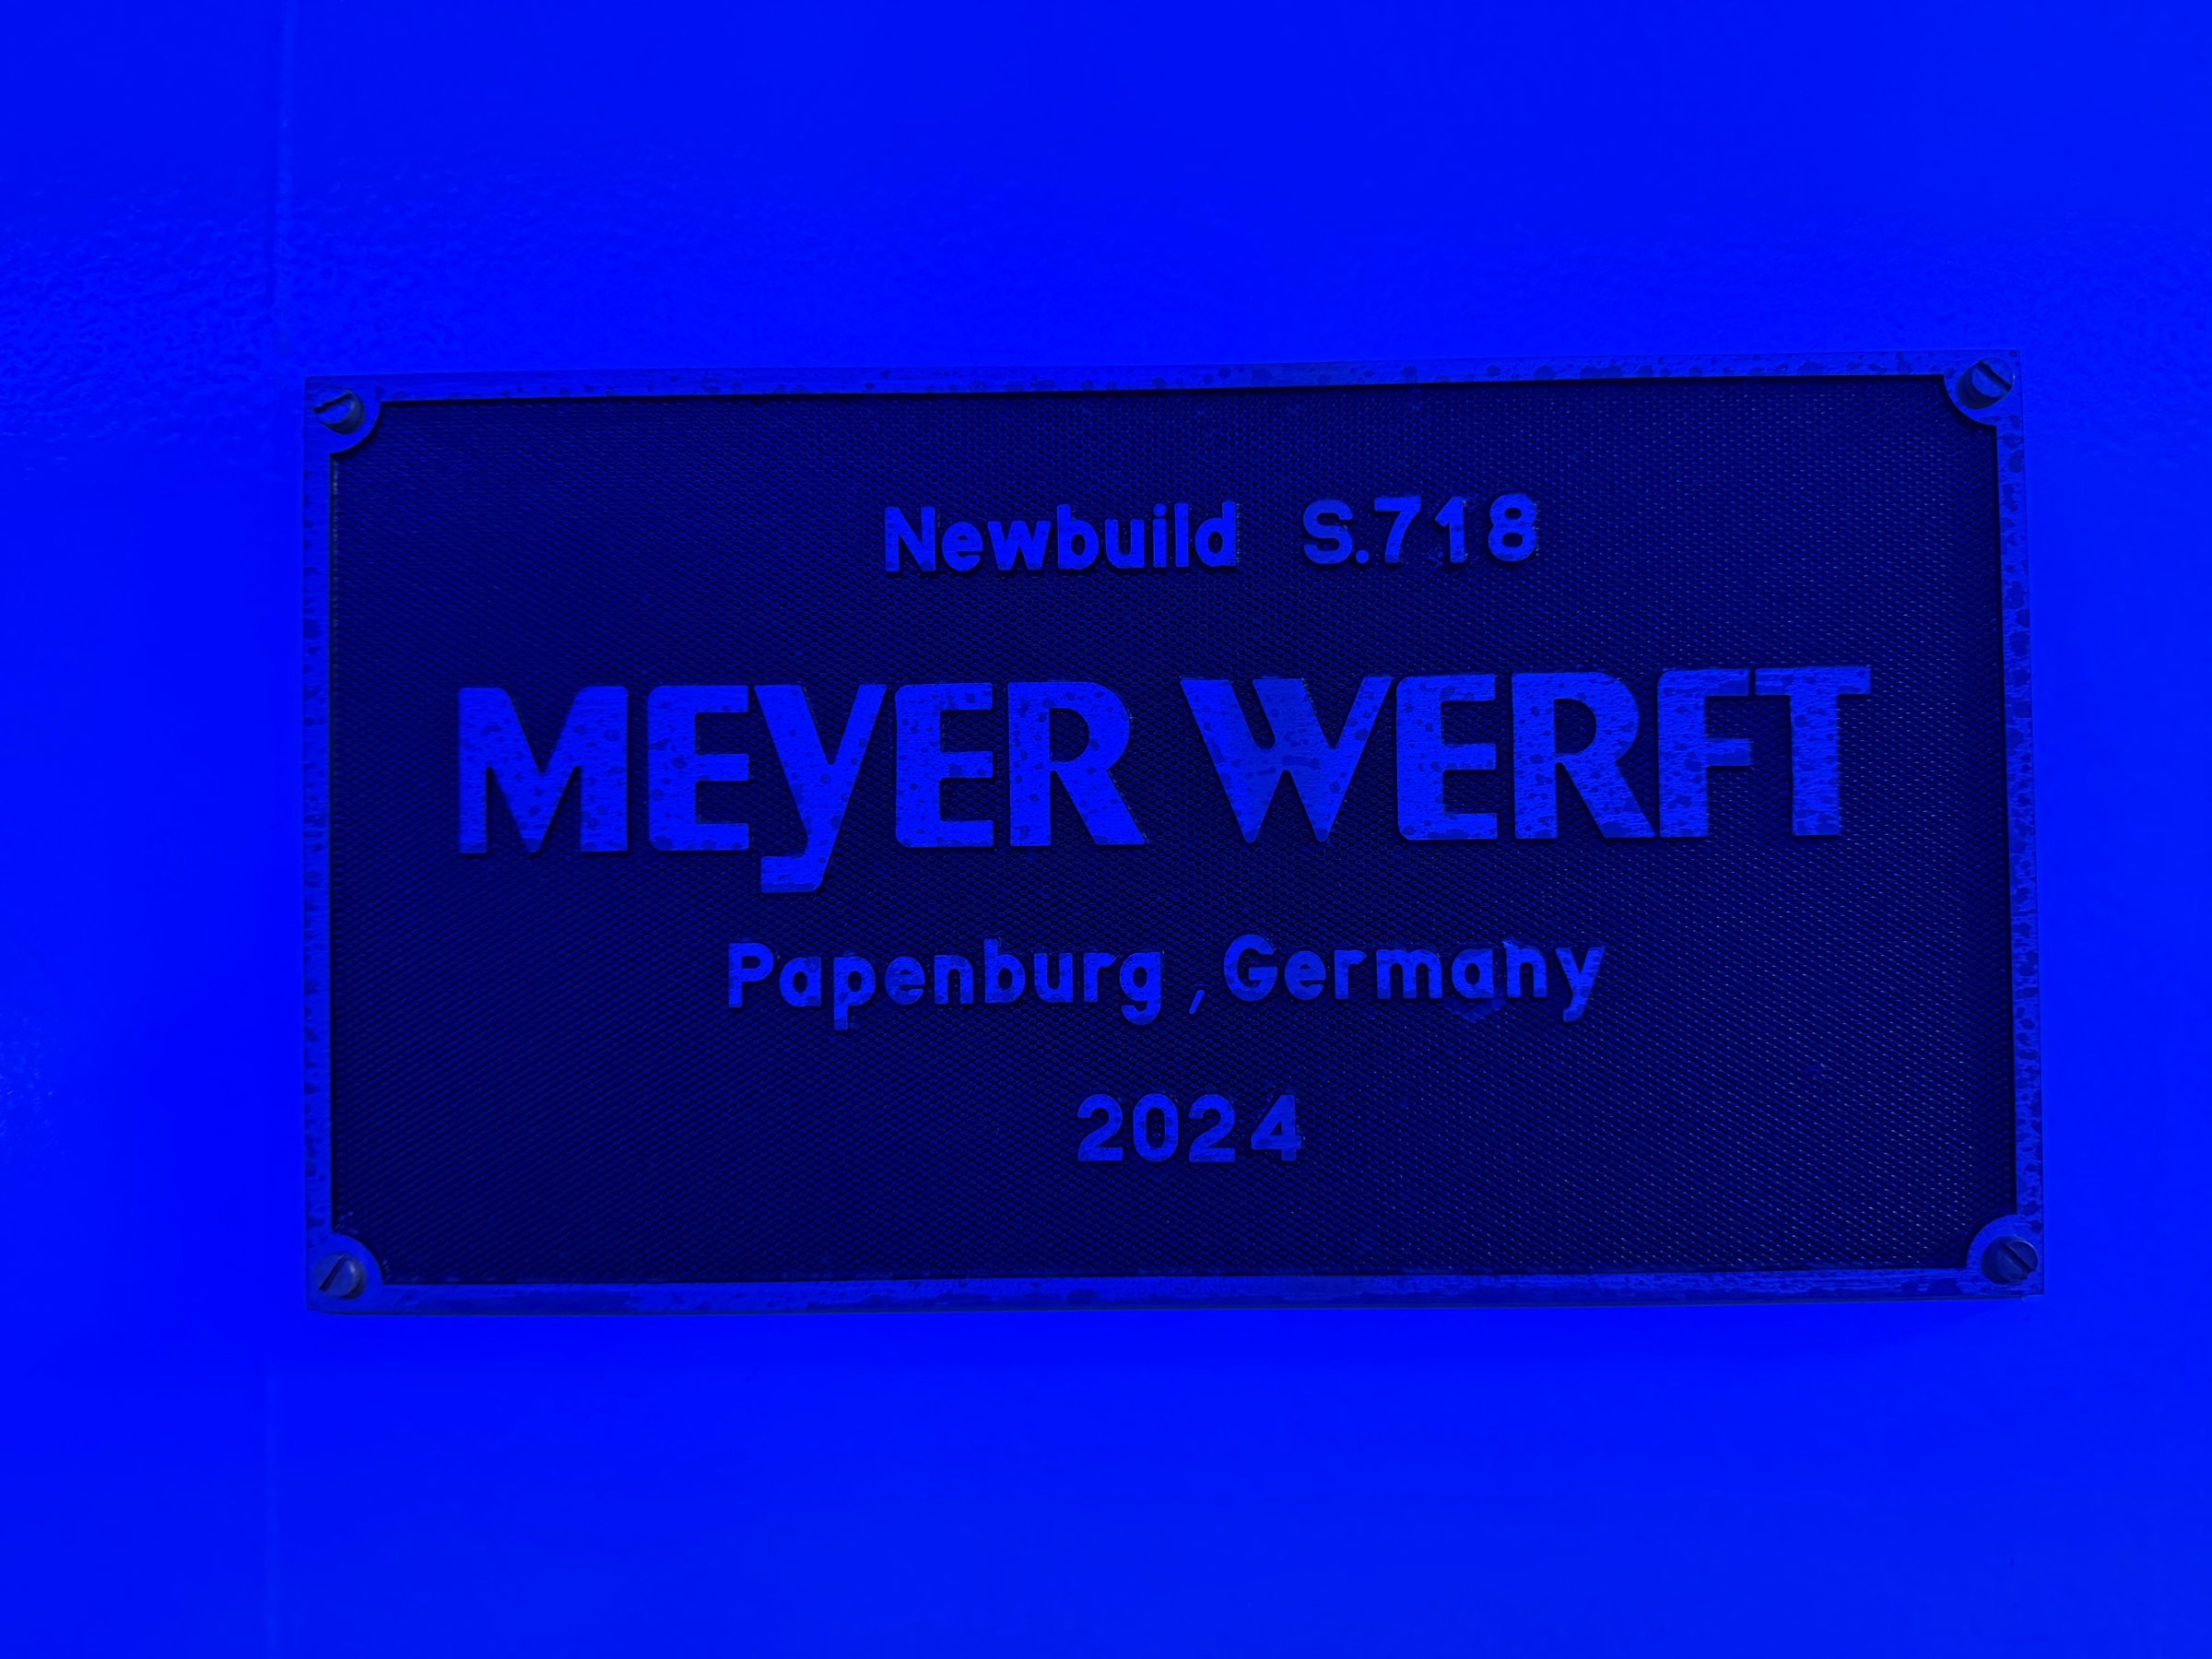 Newbuild S.718
MEYER WERFT
Papenburg, Germany
2024